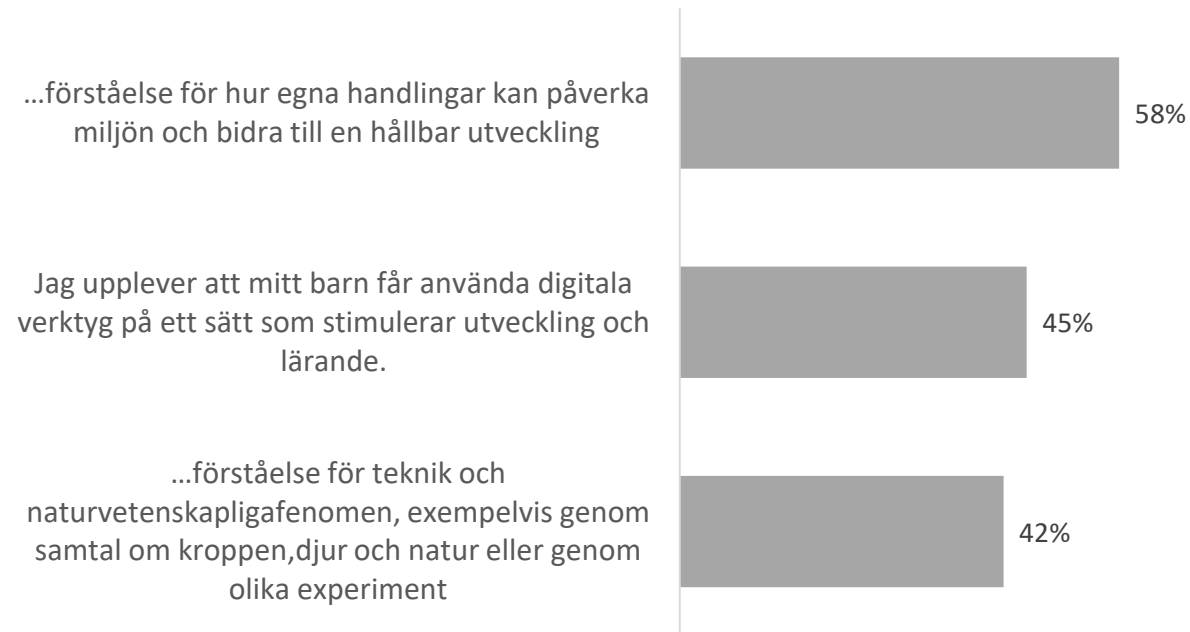 ...förståelse för hur egna handlingar kan påverka
miljön och bidra till en hållbar utveckling
58%
Jag upplever att mitt barn får använda digitala
verktyg på ett sätt som stimulerar utveckling och
lärande.
45%
...förståelse för teknik och
naturvetenskapligafenomen, exempelvis genom
samtal om kroppen,djur och natur eller genom
olika experiment
42%